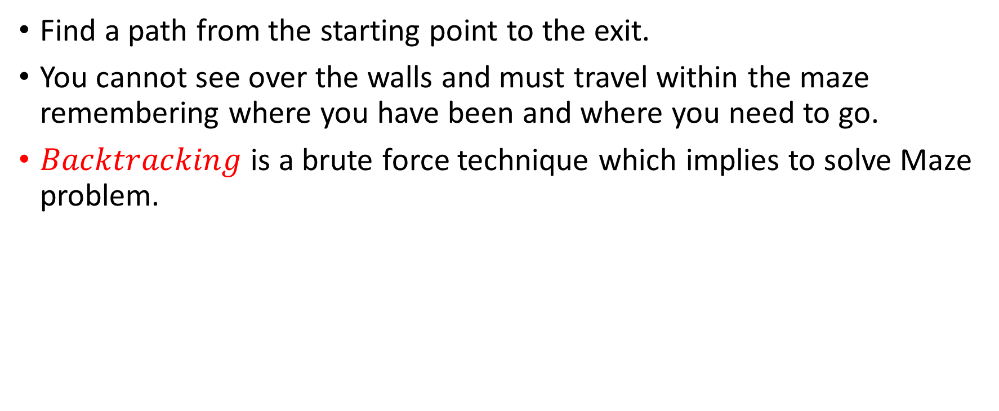 • Find a path from the starting point to the exit.
• You cannot see over the walls and must travel within the maze
remembering where you have been and where you need to go.
• Backtracking is a brute force technique which implies to solve Maze
problem.